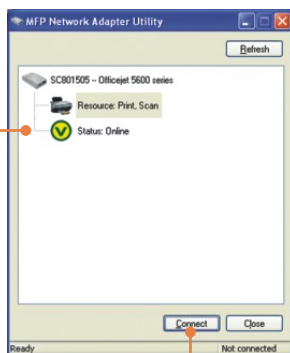 MFP Network Adapter Utility
Refresh
SC801505 -- Officejet 5600 series
Resource: Print, Scan
Status: Online
Connect Close
Ready Not connected